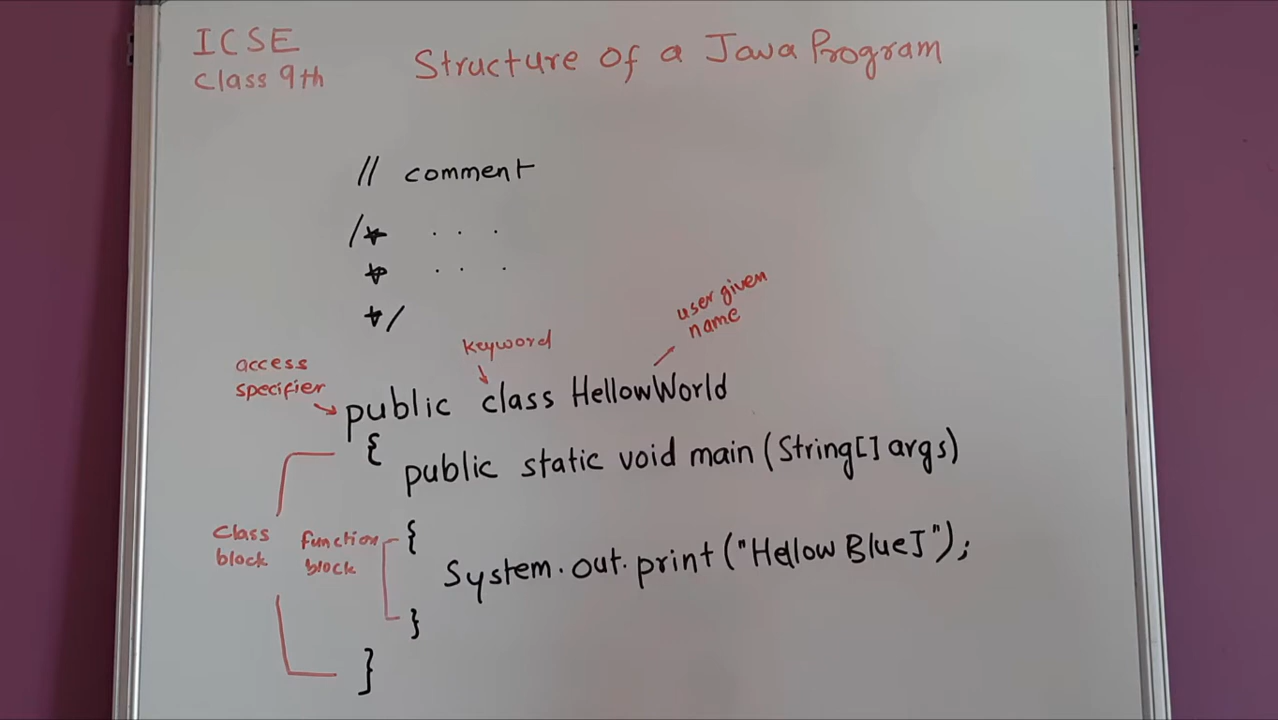 ICSE
Class 9th
Structure of a Java Program
// comment
/* . . .
* . . .
*/
user given
name
keyword
access
specifier
public class HellowWorld
{
public static void main (String[] args)
Class
block
function
block
{
System.out.print ("Hellow BlueJ");
}
}